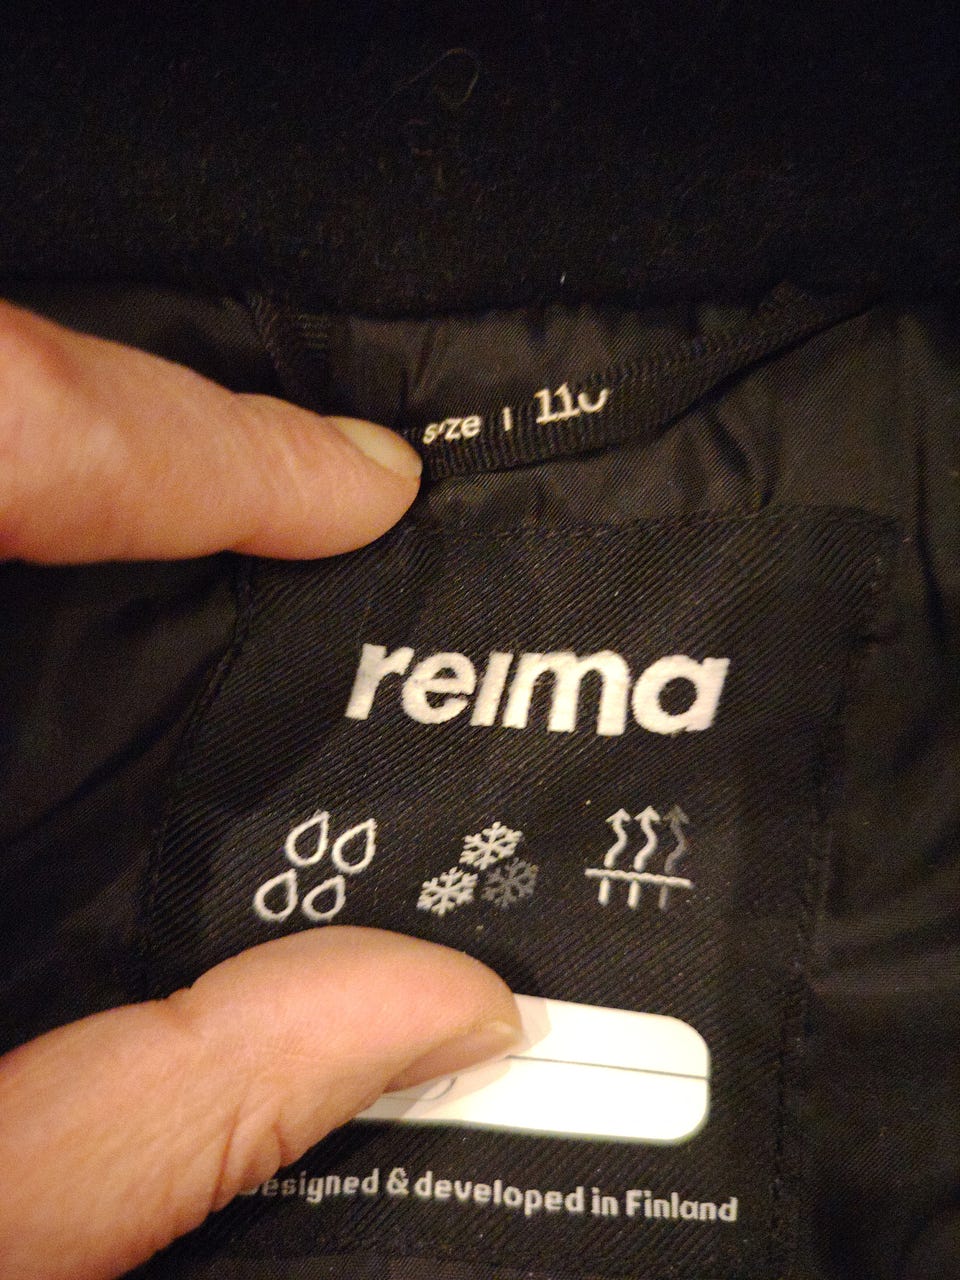 size | 110
reima
Designed & developed in Finland